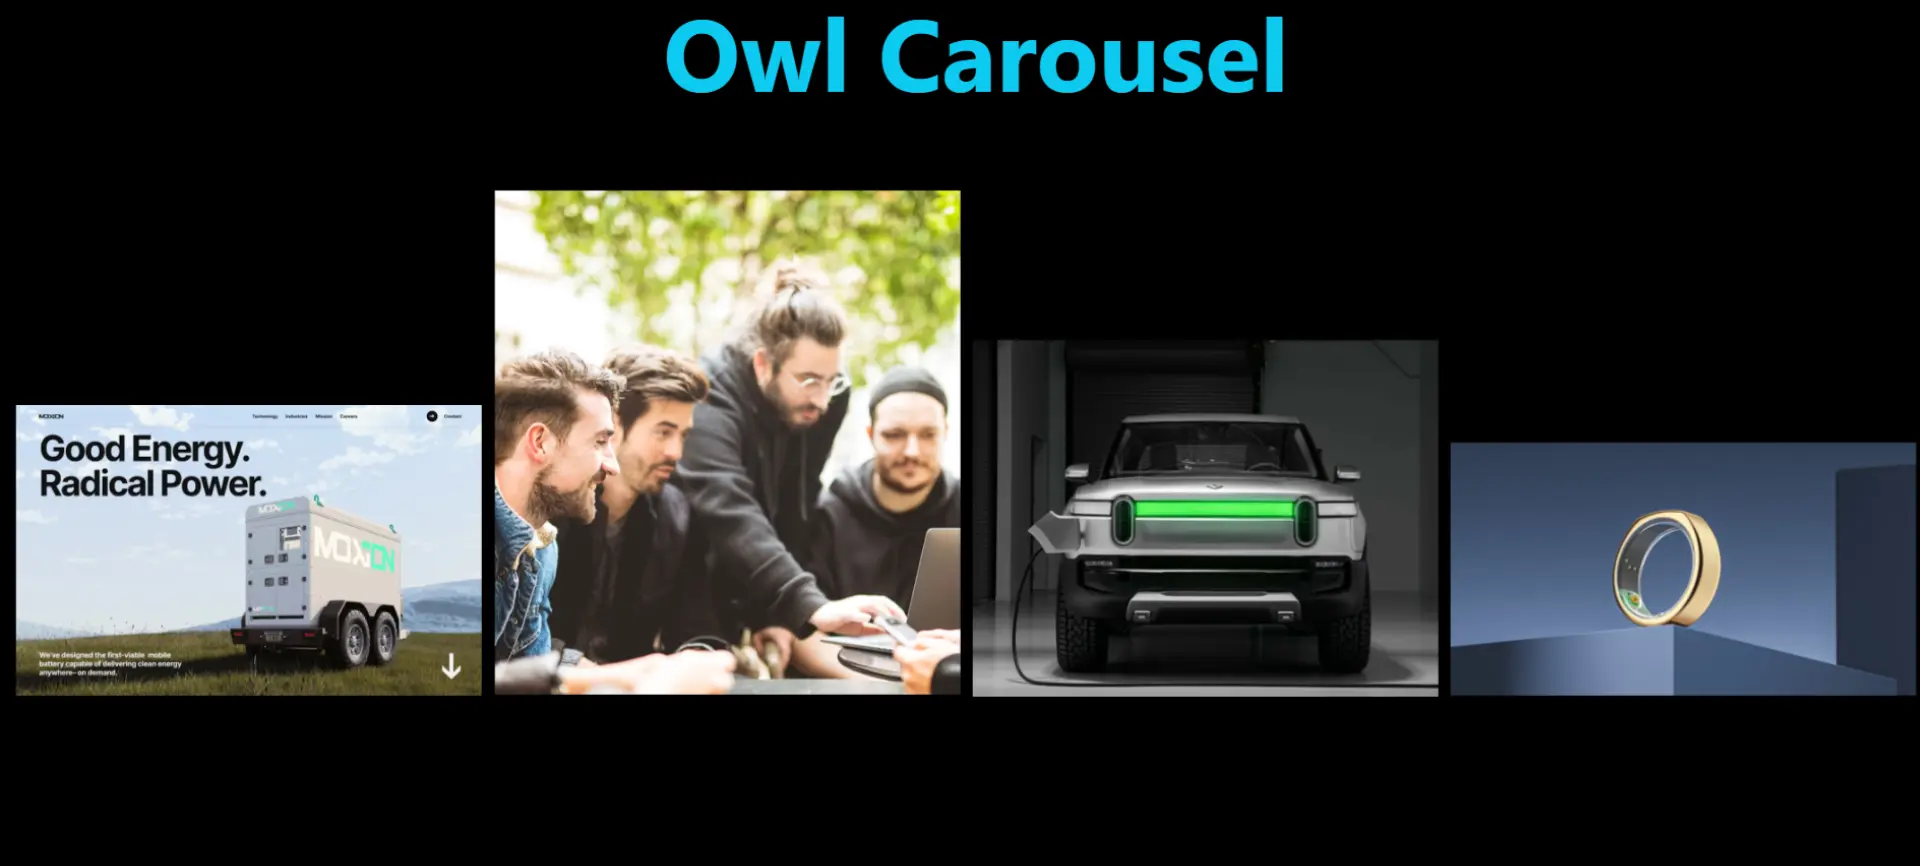 Owl Carousel
MOXION
Technology Industries Mission Careers
Contact
Good Energy.
Radical Power.
MOXION
MOXION
We've designed the first-viable mobile
battery capable of delivering clean energy
anywhere- on demand.